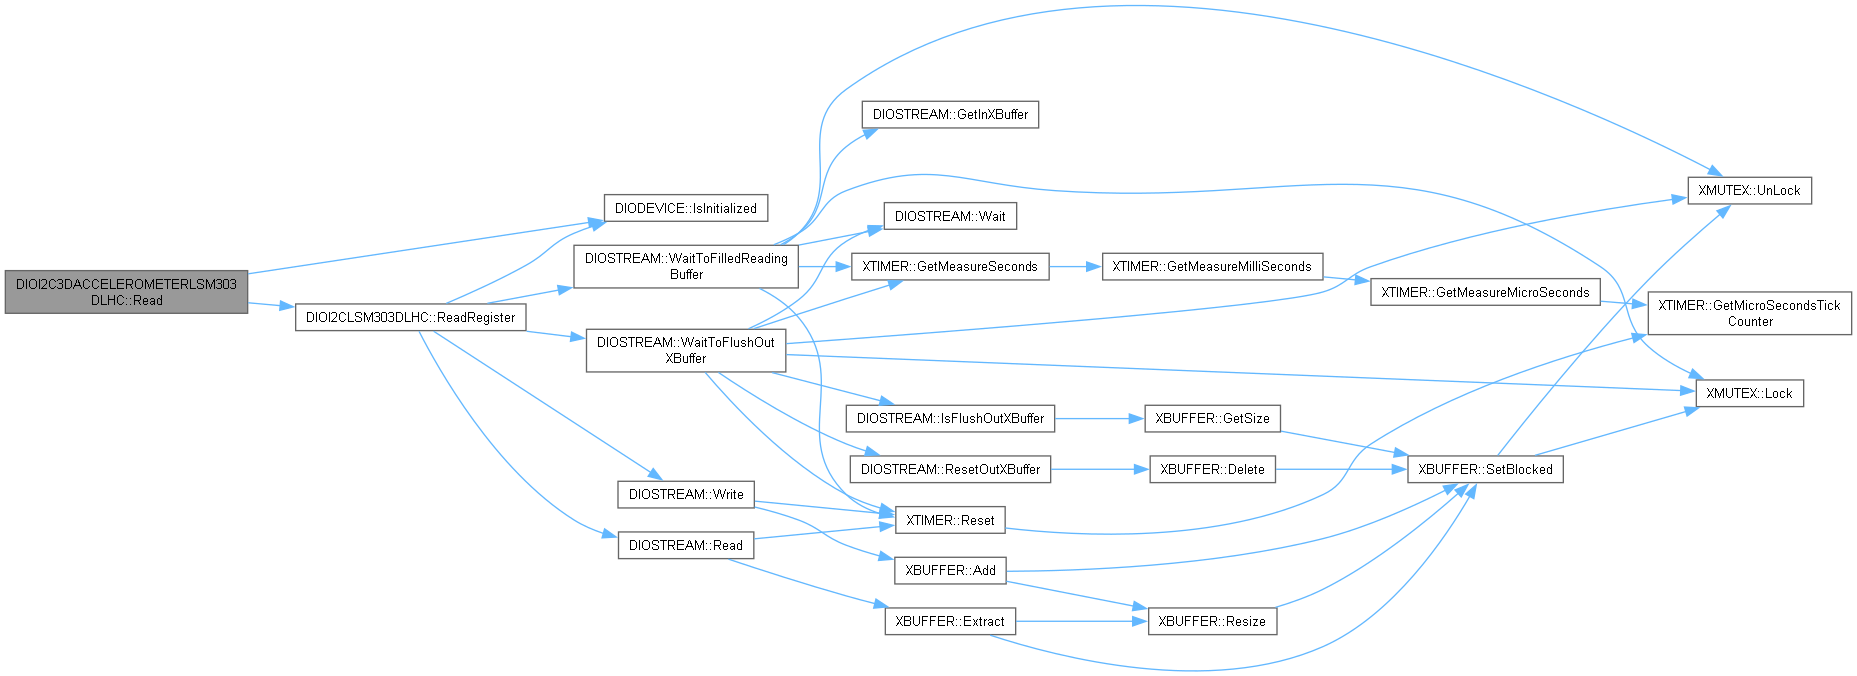 DIOI2C3DACCELEROMETERLSM303
DLHC::Read
DIOI2CLSM303DLHC::ReadRegister
DIODEVICE::IsInitialized
DIOSTREAM::WaitToFilledReading
Buffer
DIOSTREAM::WaitToFlushOut
XBuffer
DIOSTREAM::Write
DIOSTREAM::Read
DIOSTREAM::GetInXBuffer
DIOSTREAM::Wait
XTIMER::GetMeasureSeconds
DIOSTREAM::IsFlushOutXBuffer
DIOSTREAM::ResetOutXBuffer
XTIMER::Reset
XBUFFER::Add
XBUFFER::Extract
XTIMER::GetMeasureMilliSeconds
XBUFFER::GetSize
XBUFFER::Delete
XBUFFER::Resize
XTIMER::GetMeasureMicroSeconds
XBUFFER::SetBlocked
XMUTEX::UnLock
XTIMER::GetMicroSecondsTick
Counter
XMUTEX::Lock